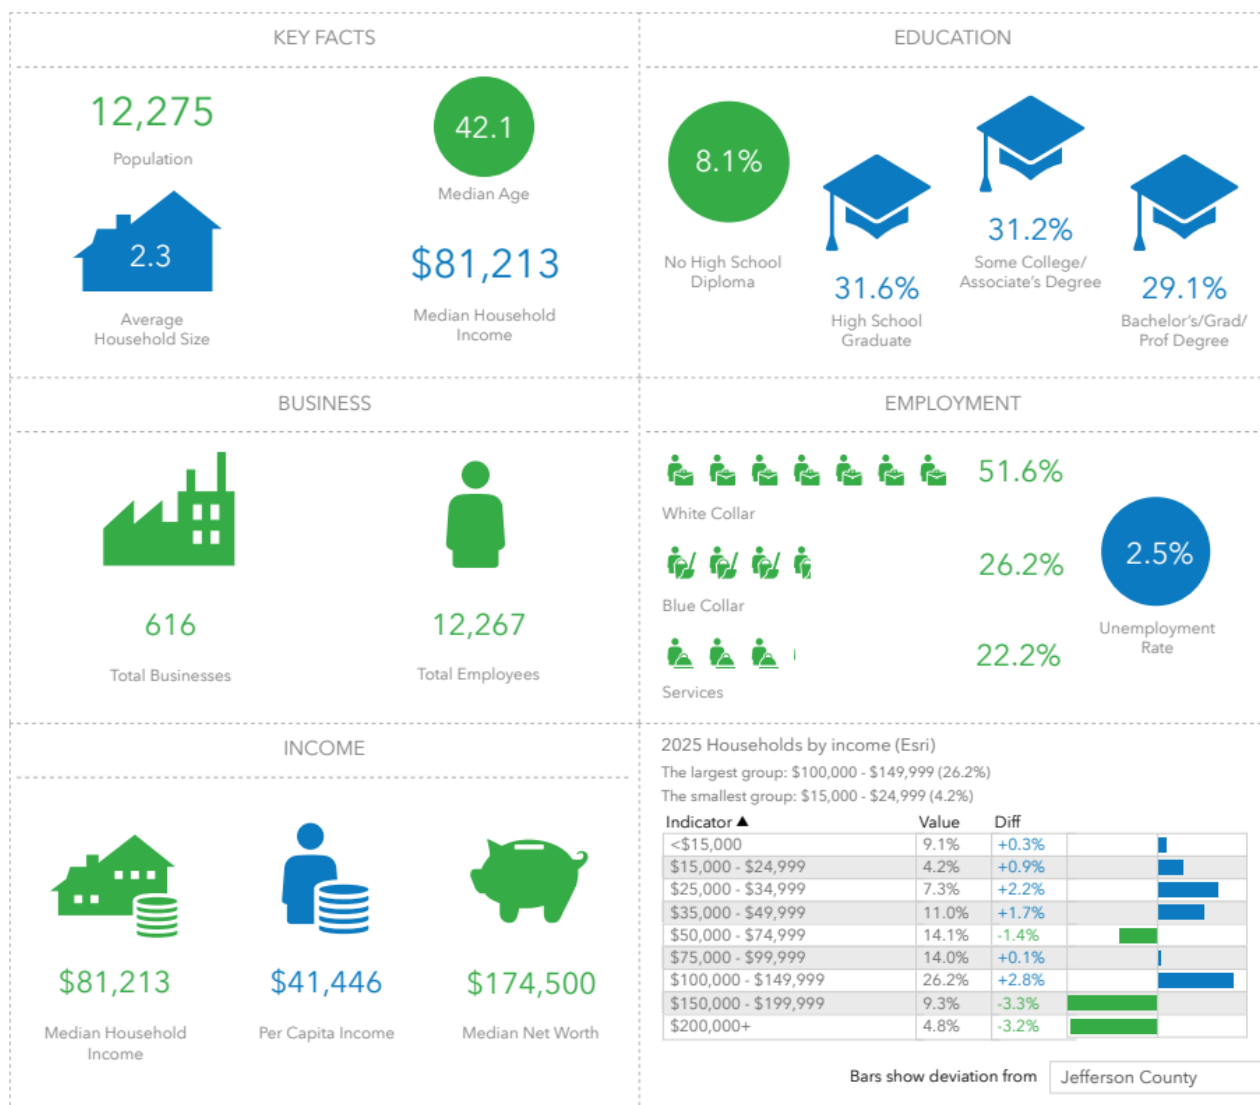 KEY FACTS
12,275
Population
42.1
Median Age
2.3
Average
Household Size
$81,213
Median Household
Income
EDUCATION
8.1%
No High School
Diploma
31.6%
High School
Graduate
31.2%
Some College/
Associate's Degree
29.1%
Bachelor's/Grad/
Prof Degree
BUSINESS
616
Total Businesses
12,267
Total Employees
EMPLOYMENT
51.6%
White Collar
26.2%
Blue Collar
22.2%
Services
2.5%
Unemployment
Rate
INCOME
$81,213
Median Household
Income
$41,446
Per Capita Income
$174,500
Median Net Worth
2025 Households by income (Esri)
The largest group: $100,000 - $149,999 (26.2%)
The smallest group: $15,000 - $24,999 (4.2%)
Indicator ▲ Value Diff
<$15,000 9.1% +0.3%
$15,000 - $24,999 4.2% +0.9%
$25,000 - $34,999 7.3% +2.2%
$35,000 - $49,999 11.0% +1.7%
$50,000 - $74,999 14.1% -1.4%
$75,000 - $99,999 14.0% +0.1%
$100,000 - $149,999 26.2% +2.8%
$150,000 - $199,999 9.3% -3.3%
$200,000+ 4.8% -3.2%
Bars show deviation from Jefferson County